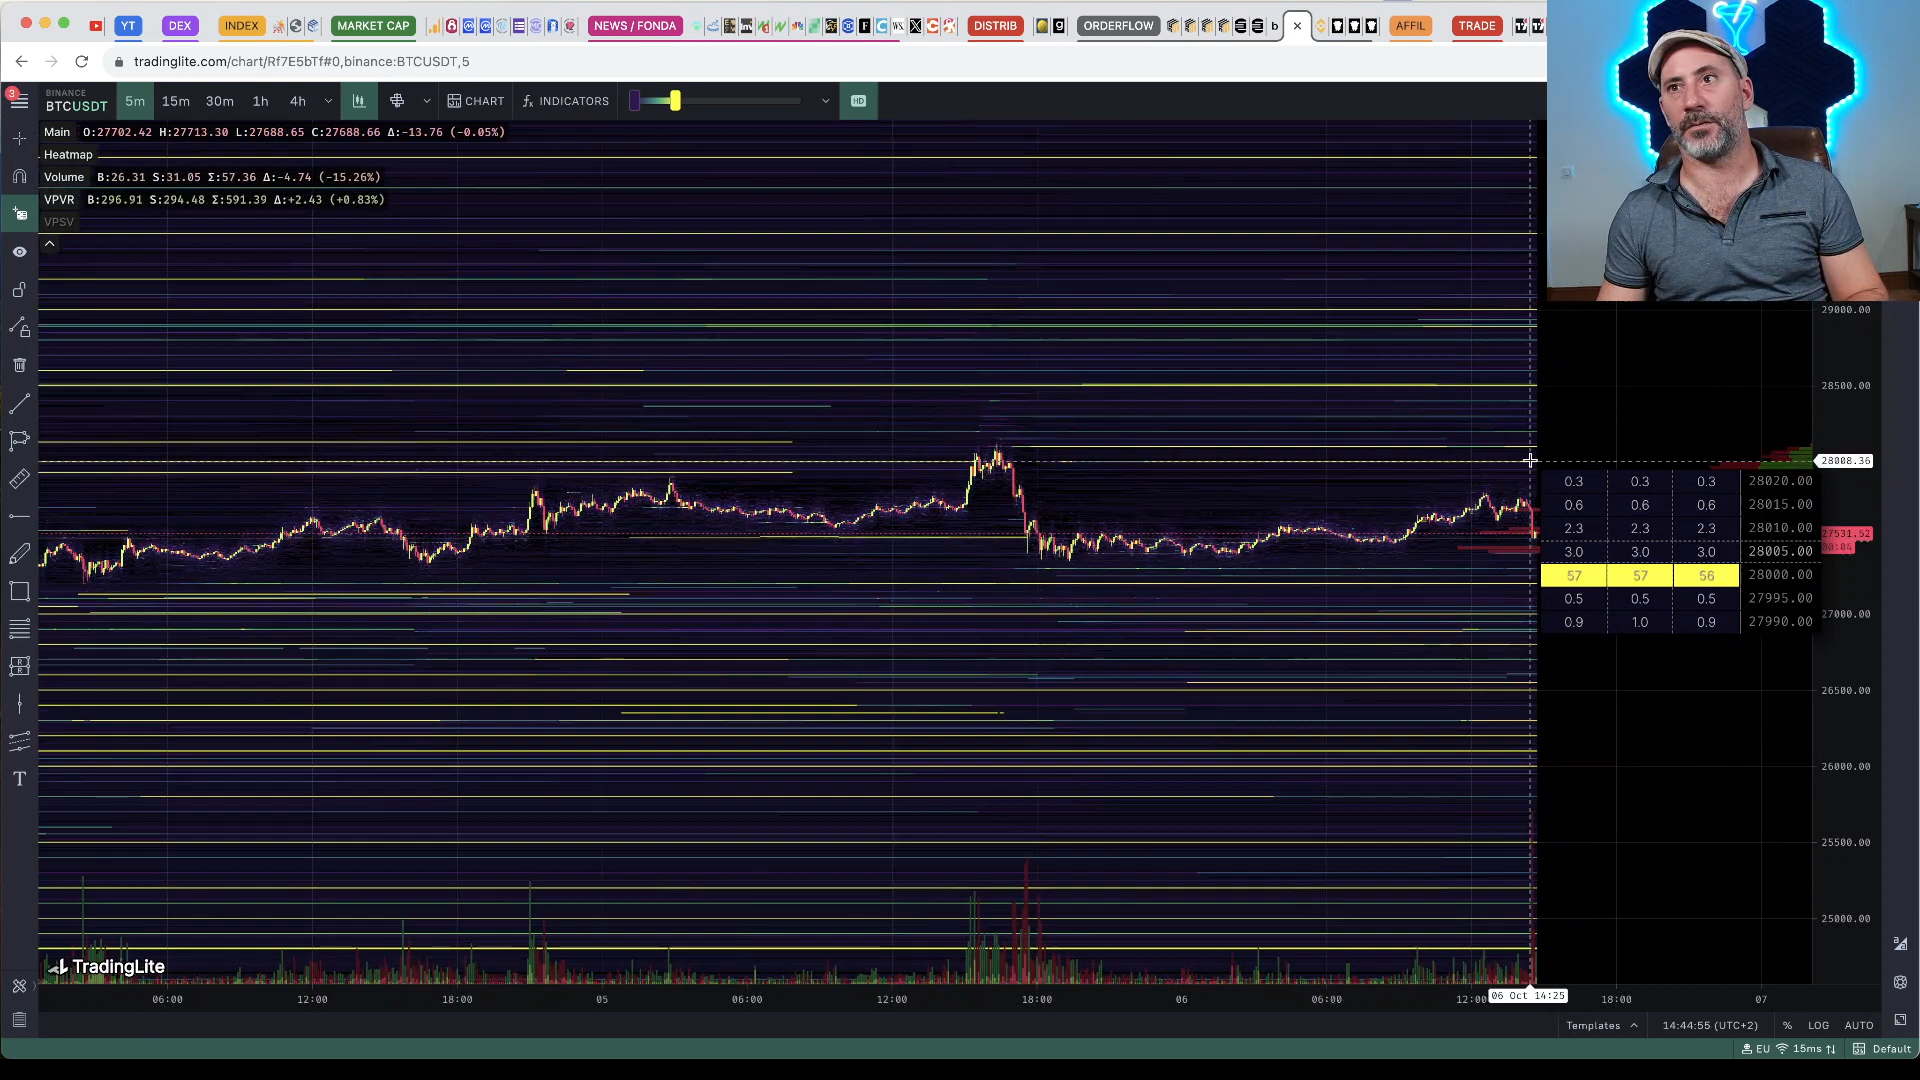 YT DEX INDEX MARKET CAP NEWS / FONDA DISTRIB ORDERFLOW AFFIL TRADE
tradinglite.com/chart/Rf7E5bTf#0,binance:BTCUSDT,5
3
BINANCE
BTCUSDT 5m 15m 30m 1h 4h CHART INDICATORS HD
Main O:27702.42 H:27713.30 L:27688.65 C:27688.66 Δ:-13.76 (-0.05%)
Heatmap
Volume B:26.31 S:31.05 Σ:57.36 Δ:-4.74 (-15.26%)
VPVR B:296.91 S:294.48 Σ:591.39 Δ:+2.43 (+0.83%)
VPSV
29000.00
28500.00
28008.36
0.3 0.3 0.3 28020.00
0.6 0.6 0.6 28015.00
2.3 2.3 2.3 28010.00
27531.52
00:04
3.0 3.0 3.0 28005.00
57 57 56 28000.00
0.5 0.5 0.5 27995.00
27000.00
0.9 1.0 0.9 27990.00
26500.00
26000.00
25500.00
25000.00
TradingLite
06:00 12:00 18:00 05 06:00 12:00 18:00 06 06:00 12:00 06 Oct 14:25 18:00 07
Templates 14:44:55 (UTC+2) % LOG AUTO
EU 15ms Default